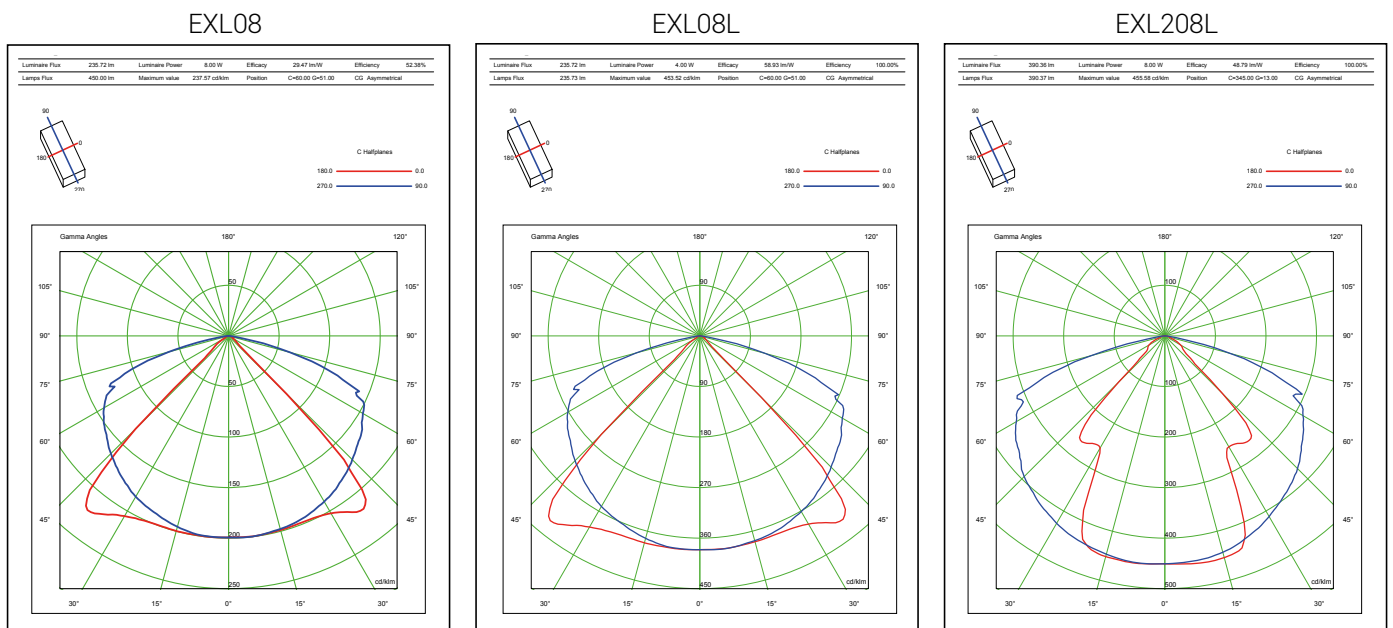 EXL08
EXL08L
EXL208L
Luminaire Flux 235.72 lm Luminaire Power 8.00 W Efficacy 29.47 lm/W Efficiency 52.38%
Lamps Flux 450.00 lm Maximum value 237.57 cd/klm Position C=60.00 G=51.00 CG Asymmetrical
90
0
180
270
C Halfplanes
180.0 0.0
270.0 90.0
Gamma Angles 180° 120°
50
105° 105°
90° 90°
50
75° 75°
100
60° 60°
150
45° 45°
200
250 cd/klm
30° 15° 0° 15° 30°
Luminaire Flux 235.72 lm Luminaire Power 4.00 W Efficacy 58.93 lm/W Efficiency 100.00%
Lamps Flux 235.73 lm Maximum value 453.52 cd/klm Position C=60.00 G=51.00 CG Asymmetrical
90
0
180
270
C Halfplanes
180.0 0.0
270.0 90.0
Gamma Angles 180° 120°
90
105° 105°
90° 90°
90
75° 75°
180
60° 60°
270
45° 45°
360
450 cd/klm
30° 15° 0° 15° 30°
Luminaire Flux 390.36 lm Luminaire Power 8.00 W Efficacy 48.79 lm/W Efficiency 100.00%
Lamps Flux 390.37 lm Maximum value 455.58 cd/klm Position C=345.00 G=13.00 CG Asymmetrical
90
0
180
270
C Halfplanes
180.0 0.0
270.0 90.0
Gamma Angles 180° 120°
100
105° 105°
90° 90°
100
75° 75°
200
60° 60°
300
45° 45°
400
500 cd/klm
30° 15° 0° 15° 30°